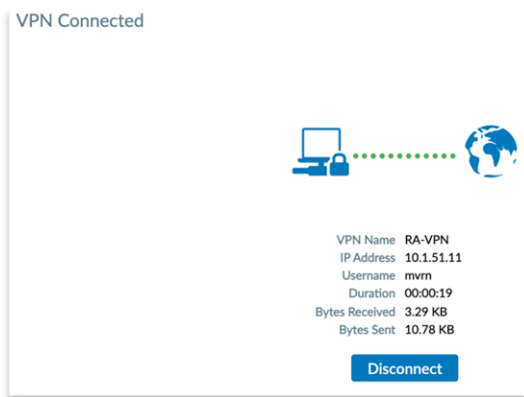 VPN Connected
VPN Name RA-VPN
IP Address 10.1.51.11
Username mvrn
Duration 00:00:19
Bytes Received 3.29 KB
Bytes Sent 10.78 KB
Disconnect